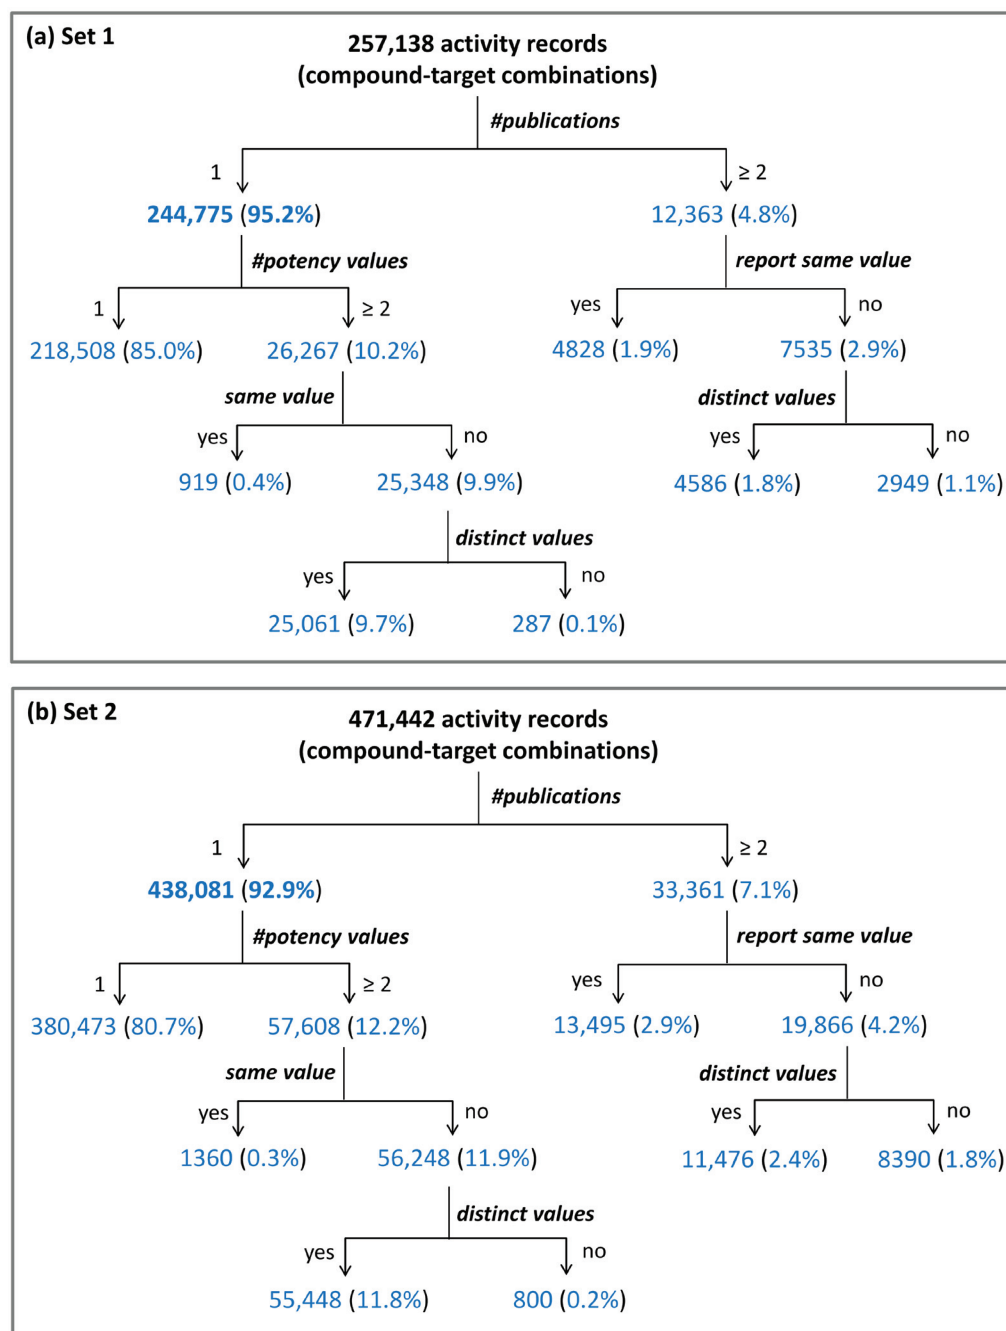 (a) Set 1
257,138 activity records
(compound-target combinations)
#publications
1
≥ 2
244,775 (95.2%)
12,363 (4.8%)
#potency values
report same value
1
≥ 2
yes
no
218,508 (85.0%)
26,267 (10.2%)
4828 (1.9%)
7535 (2.9%)
same value
distinct values
yes
no
yes
no
919 (0.4%)
25,348 (9.9%)
4586 (1.8%)
2949 (1.1%)
distinct values
yes
no
25,061 (9.7%)
287 (0.1%)
(b) Set 2
471,442 activity records
(compound-target combinations)
#publications
1
≥ 2
438,081 (92.9%)
33,361 (7.1%)
#potency values
report same value
1
≥ 2
yes
no
380,473 (80.7%)
57,608 (12.2%)
13,495 (2.9%)
19,866 (4.2%)
same value
distinct values
yes
no
yes
no
1360 (0.3%)
56,248 (11.9%)
11,476 (2.4%)
8390 (1.8%)
distinct values
yes
no
55,448 (11.8%)
800 (0.2%)